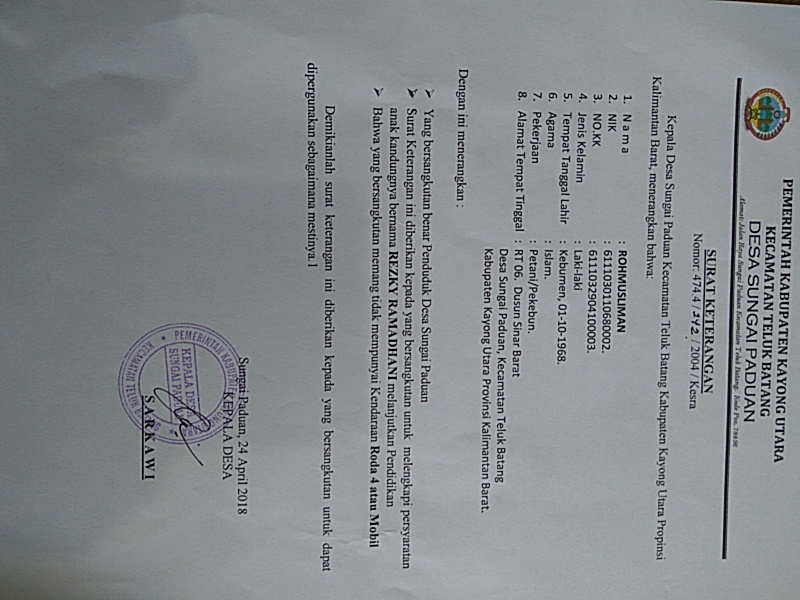 PEMERINTAH KABUPATEN KAYONG UTARA
KECAMATAN TELUK BATANG
DESA SUNGAI PADUAN
Alamat: Jalan Raya Sungai Paduan Kecamatan Teluk Batang, Kode Pos. 78856
SURAT KETERANGAN
Nomor: 474.4 / / 2004 / Kesra
Kepala Desa Sungai Paduan Kecamatan Teluk Batang Kabupaten Kayong Utara Propinsi
Kalimantan Barat, menerangkan bahwa:
1. N a m a : ROHMUSLIMAN
2. NIK : 6111030110680002.
3. NO.KK : 6111032904100003.
4. Jenis Kelamin : Laki-laki
5. Tempat Tanggal Lahir : Kebumen, 01-10-1968.
6. Agama : Islam.
7. Pekerjaan : Petani/Pekebun.
8. Alamat Tempat Tinggal : RT 06. Dusun Sinar Barat
Desa Sungai Paduan, Kecamatan Teluk Batang
Kabupaten Kayong Utara Provinsi Kalimantan Barat.
Dengan ini menerangkan :
➢ Yang bersangkutan benar Penduduk Desa Sungai Paduan
➢ Surat Keterangan ini diberikan kepada yang bersangkutan untuk melengkapi persyaratan
anak kandungnya bernama REZKY RAMADHANI melanjutkan Pendidikan
➢ Bahwa yang bersangkutan memang tidak mempunyai Kendaraan Roda 4 atau Mobil
Demikianlah surat keterangan ini diberikan kepada yang bersangkutan untuk dapat
dipergunakan sebagaimana mestinya.
Sungai Paduan, 24 April 2018
KEPALA DESA
PEMERINTAH KABUPATEN KAYONG UTARA
KEPALA DESA
SUNGAI PADUAN
KECAMATAN TELUK BATANG
S A R K A W I